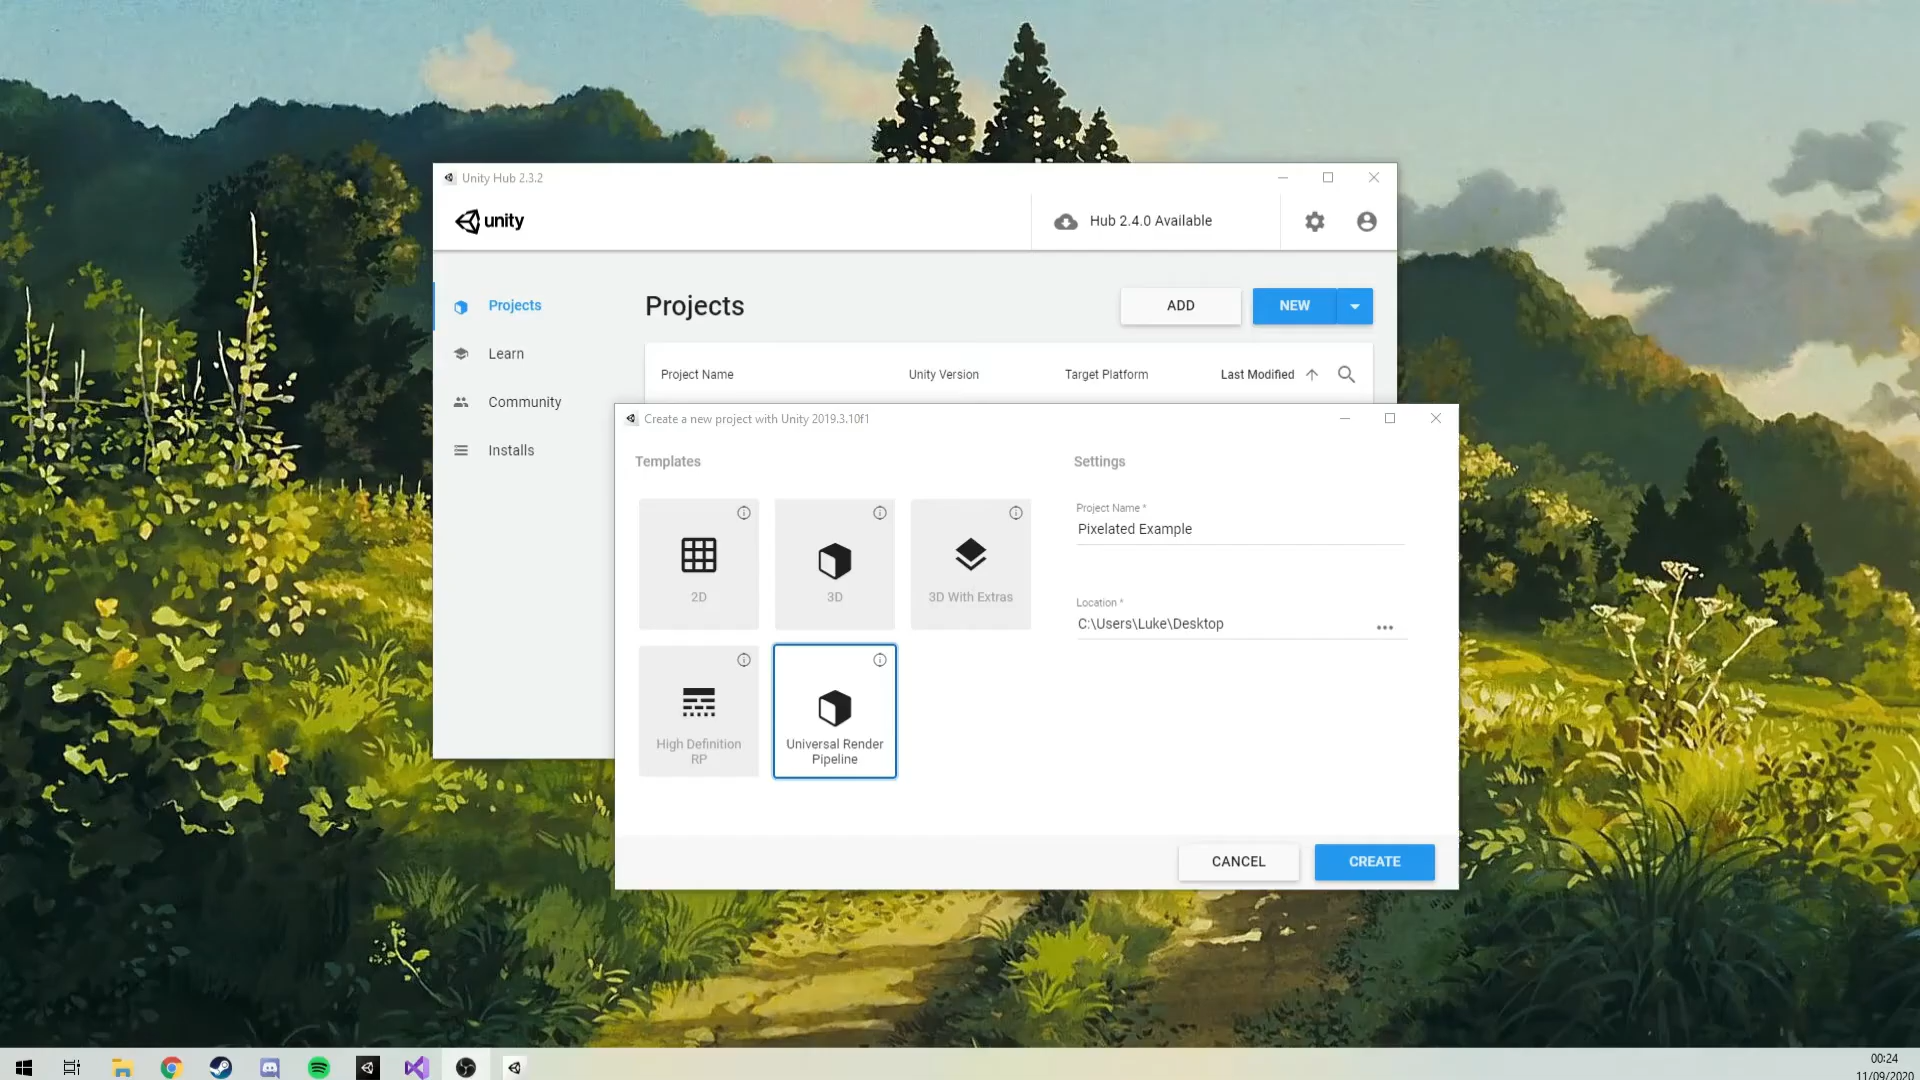 Unity Hub 2.3.2
unity
Hub 2.4.0 Available
Projects
Learn
Community
Installs
Projects
ADD
NEW
Project Name
Unity Version
Target Platform
Last Modified
Create a new project with Unity 2019.3.10f1
Templates
2D
3D
3D With Extras
High Definition
RP
Universal Render
Pipeline
Settings
Project Name *
Pixelated Example
Location *
C:\Users\Luke\Desktop
CANCEL
CREATE
00:24
11/09/2020